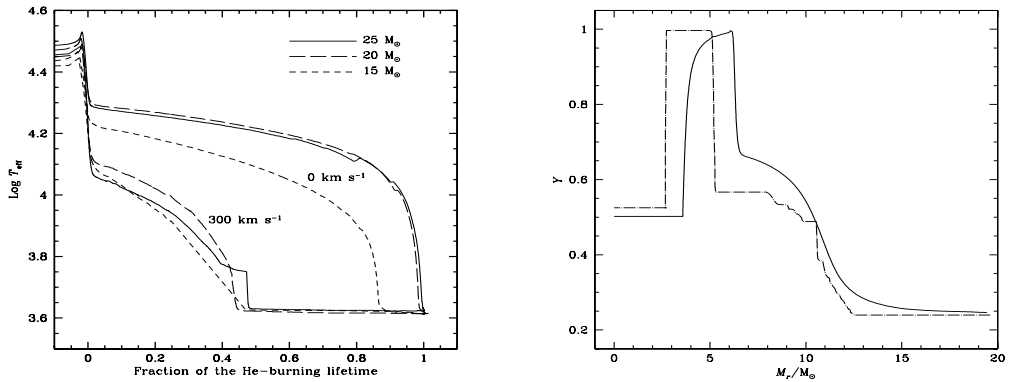 4.6
4.4
4.2
4
3.8
3.6
Log T_eff
25 M⊙
20 M⊙
15 M⊙
0 km s⁻¹
300 km s⁻¹
0 0.2 0.4 0.6 0.8 1
Fraction of the He-burning lifetime
1
0.8
0.6
0.4
0.2
Y
0 5 10 15 20
M_r/M⊙